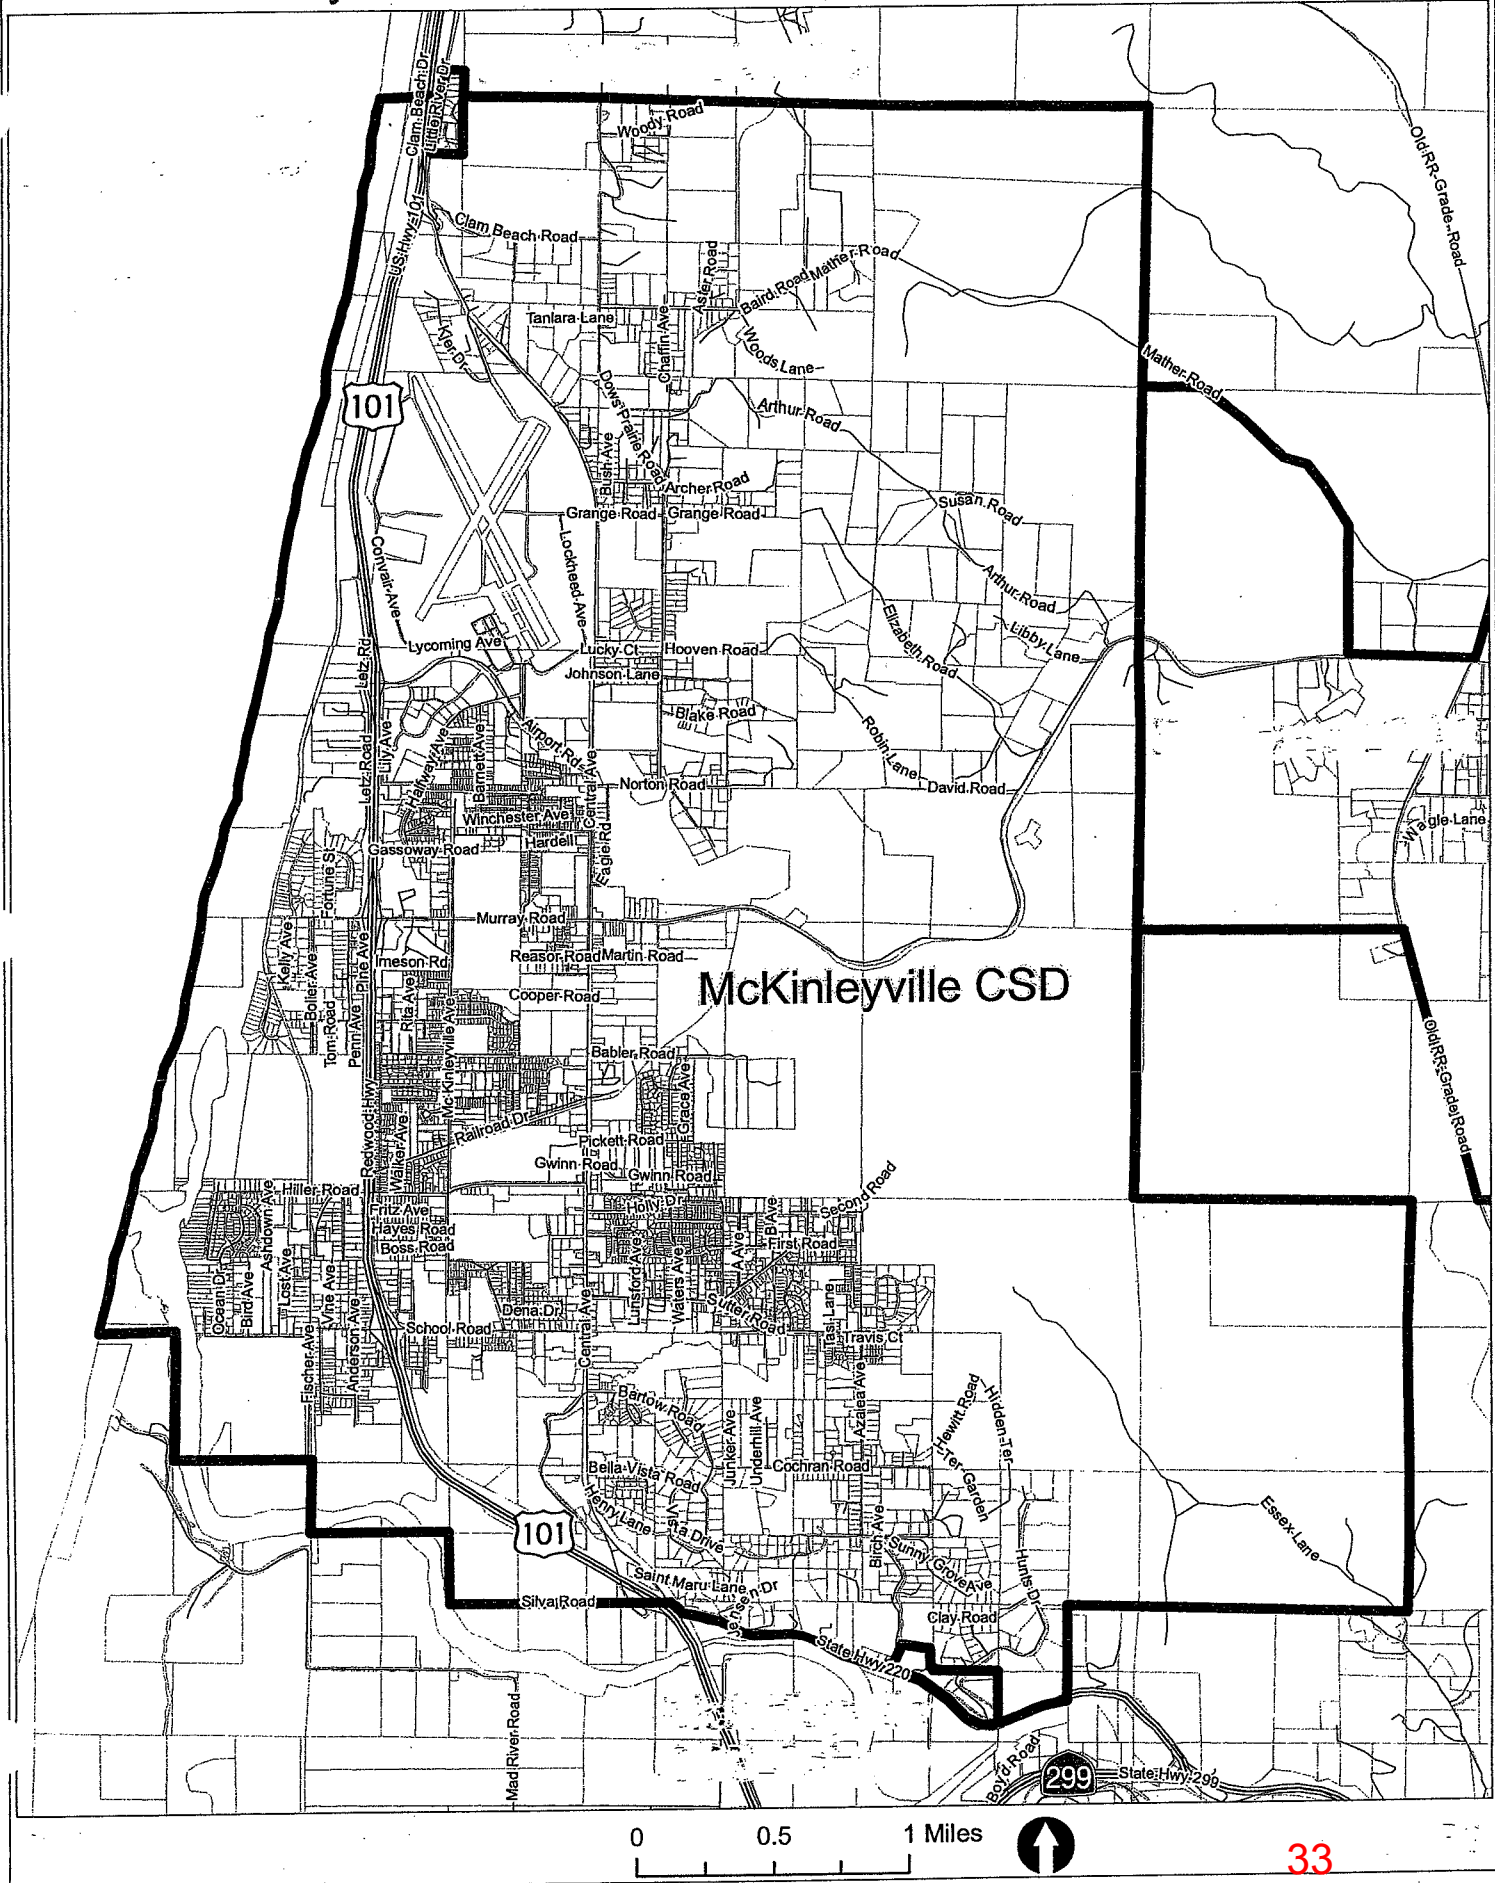 Clam Beach Dr
Little River Dr
Woody Road
Old RR Grade Road
US Hwy 101
Clam Beach Road
Aster Road
Baird Road
Mather Road
Tanlara Lane
Kjer Dr
Chaffin Ave
Woods Lane
Mather Road
101
Dows Prairie Road
Arthur Road
Bush Ave
Archer Road
Susan Road
Grange Road
Grange Road
Convair Ave
Lockheed Ave
Arthur Road
Elizabeth Road
Libby Lane
Letz Rd
Lycoming Ave
Lucky Ct
Hooven Road
Johnson Lane
Blake Road
Airport Rd
Robin Lane
Letz Road
Lily Ave
Halfway Ave
Barnett Ave
Central Ave
Norton Road
David Road
Winchester Ave
Wagle Lane
Gassoway Road
Hardell
Eagle Rd
Fortune St
Murray Road
Kelly Ave
Boller Ave
Pine Ave
Imeson Rd
Reasor Road
Martin Road
McKinleyville CSD
Rita Ave
Cooper Road
Tom Road
Penn Ave
Mc Kinleyville Ave
Babler Road
Old RR Grade Road
Grace Ave
Redwood Hwy
Walker Ave
Railroad Dr
Pickett Road
Gwinn Road
Gwinn Road
Hiller Road
Ashdown Ave
Fritz Ave
Holly Dr
B Ave
Second Road
Hayes Road
Boss Road
A Ave
First Road
Ocean Dr
Bird Ave
Lost Ave
Vine Ave
Lunsford Ave
Waters Ave
Dena Dr
Sutter Road
Tasi Lane
School Road
Central Ave
Travis Ct
Fischer Ave
Anderson Ave
Bartow Road
Junker Ave
Underhill Ave
Azalea Ave
Hewitt Road
Hidden Ter
Bella Vista Road
Cochran Road
Ter Garden
Henry Lane
Vista Drive
Essex Lane
101
Birch Ave
Sunny Grove Ave
Hunts Dr
Saint Maru Lane
Jensen Dr
Silva Road
Clay Road
State Hwy 220
Mad River Road
Boyd Road
299
State Hwy 299
0 0.5 1 Miles
33